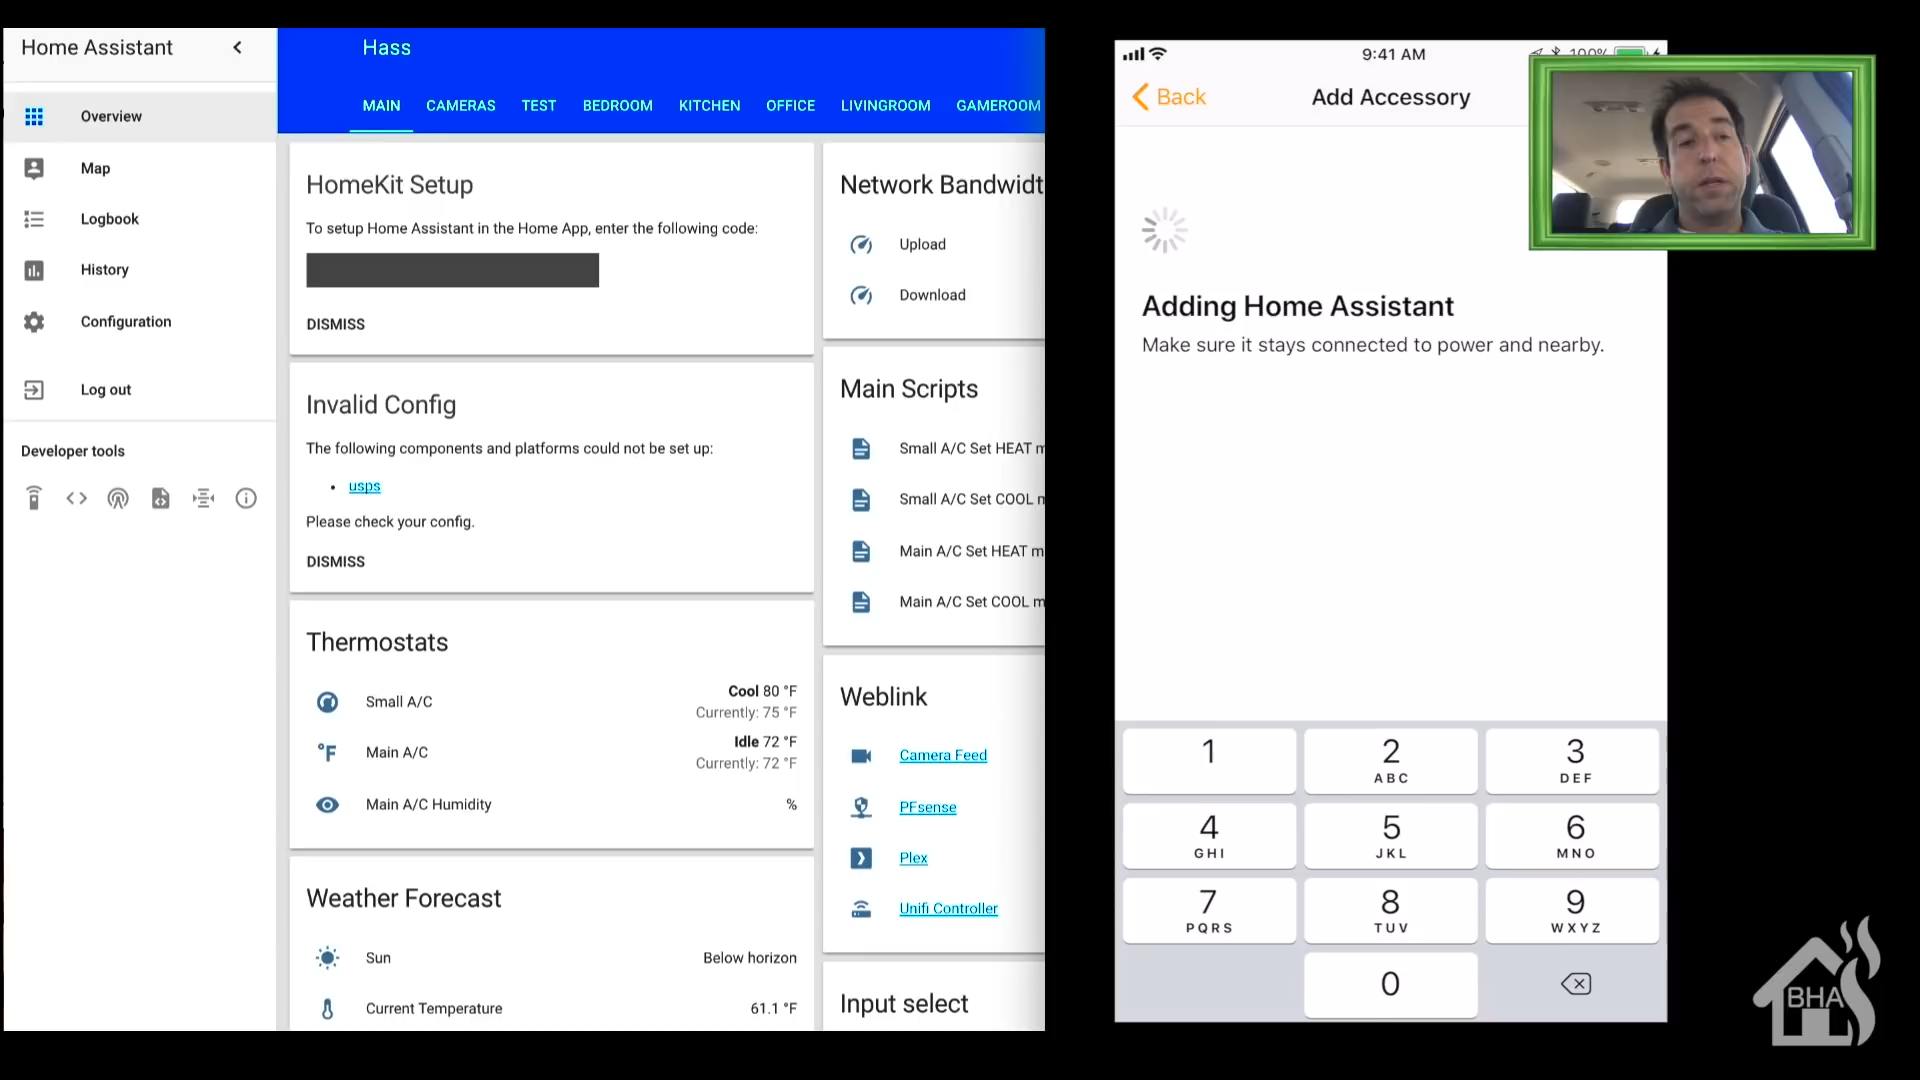 Home Assistant
Overview
Map
Logbook
History
Configuration
Log out
Developer tools
Hass
MAIN CAMERAS TEST BEDROOM KITCHEN OFFICE LIVINGROOM GAMEROOM
HomeKit Setup
To setup Home Assistant in the Home App, enter the following code:
DISMISS
Invalid Config
The following components and platforms could not be set up:
• usps
Please check your config.
DISMISS
Thermostats
Small A/C Cool 80 °F
Currently: 75 °F
Main A/C Idle 72 °F
Currently: 72 °F
Main A/C Humidity %
Weather Forecast
Sun Below horizon
Current Temperature 61.1 °F
Network Bandwidt
Upload
Download
Main Scripts
Small A/C Set HEAT m
Small A/C Set COOL m
Main A/C Set HEAT m
Main A/C Set COOL m
Weblink
Camera Feed
PFsense
Plex
Unifi Controller
Input select
9:41 AM 100%
Back Add Accessory
Adding Home Assistant
Make sure it stays connected to power and nearby.
1 2 3
ABC DEF
4 5 6
GHI JKL MNO
7 8 9
PQRS TUV WXYZ
0
BHA